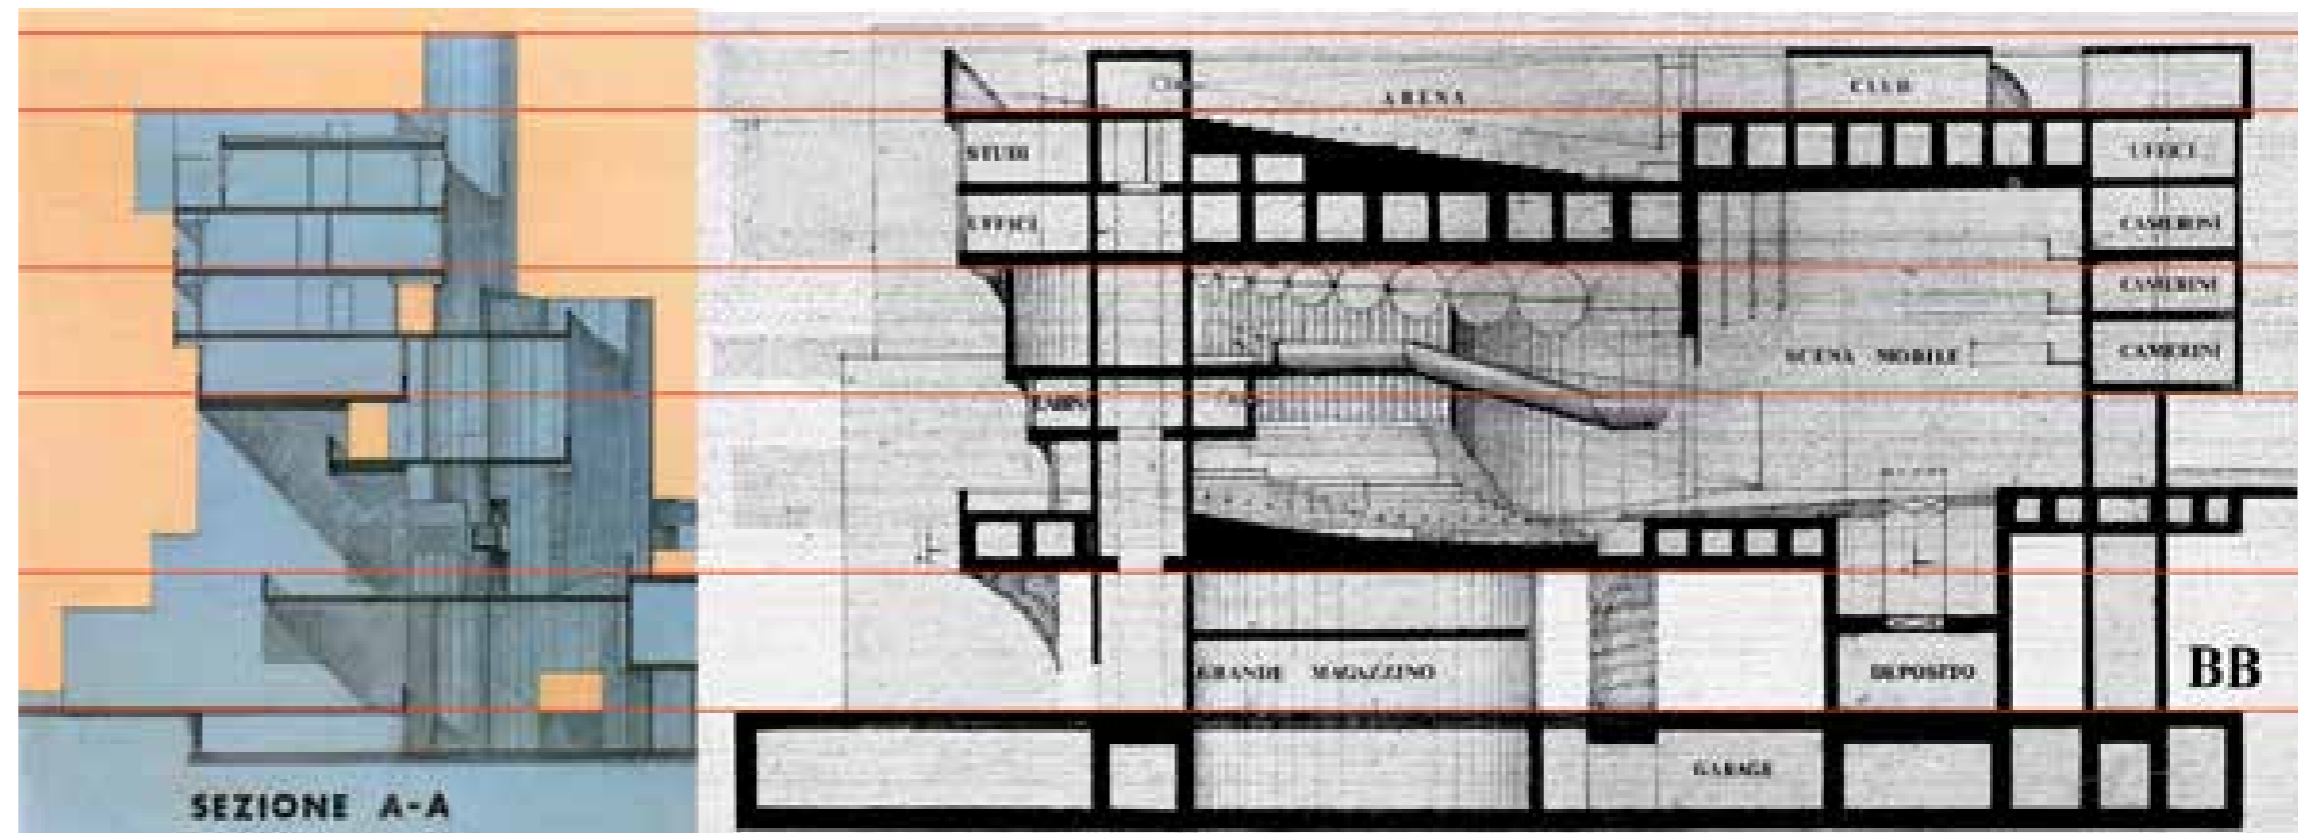 SEZIONE A-A
ARENA
CLUB
STUDI
UFFICI
UFFICI
CAMERINI
CAMERINI
CAMERINI
SCENA MOBILE
GRANDE MAGAZZINO
DEPOSITO
BB
GARAGE